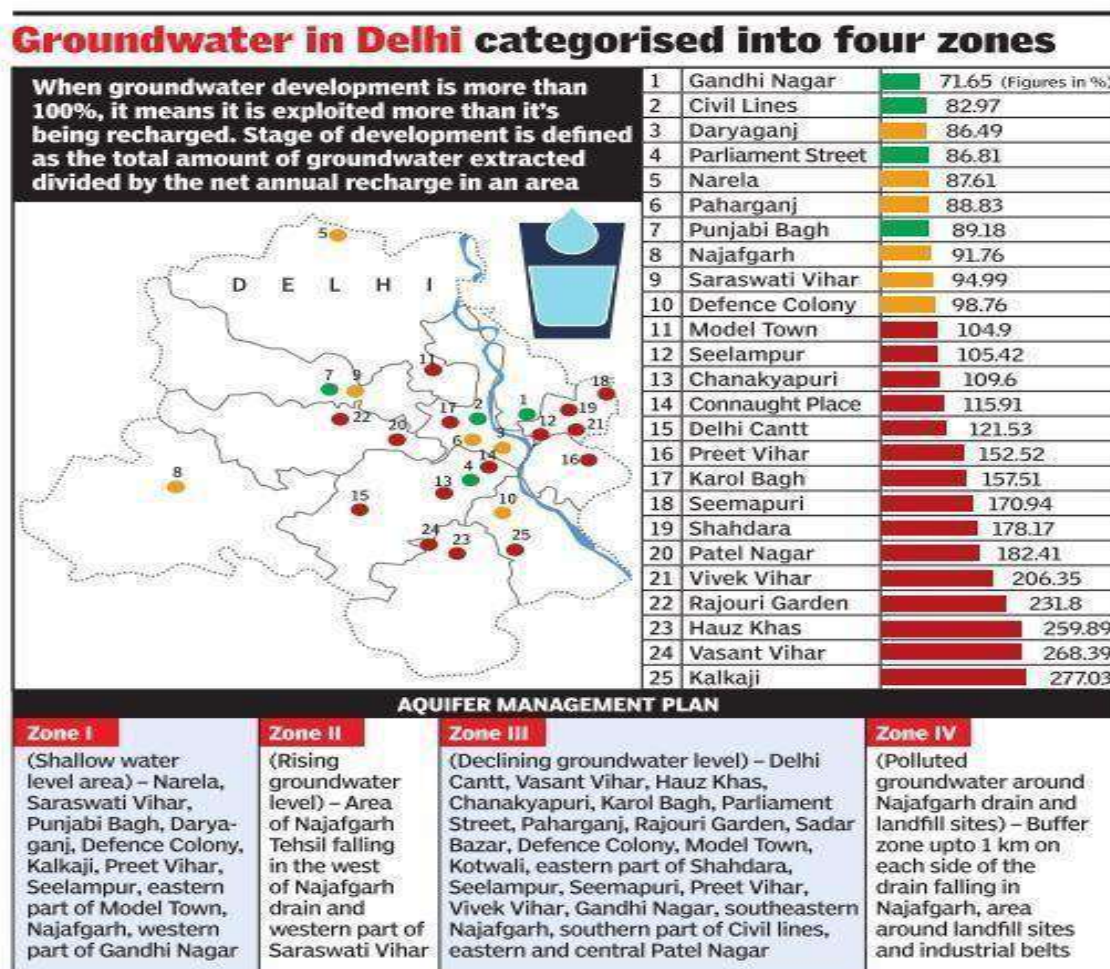 Groundwater in Delhi categorised into four zones
When groundwater development is more than
100%, it means it is exploited more than it's
being recharged. Stage of development is defined
as the total amount of groundwater extracted
divided by the net annual recharge in an area
1 Gandhi Nagar 71.65 (Figures in %)
2 Civil Lines 82.97
3 Daryaganj 86.49
4 Parliament Street 86.81
5 Narela 87.61
6 Paharganj 88.83
7 Punjabi Bagh 89.18
8 Najafgarh 91.76
9 Saraswati Vihar 94.99
10 Defence Colony 98.76
11 Model Town 104.9
12 Seelampur 105.42
13 Chanakyapuri 109.6
14 Connaught Place 115.91
15 Delhi Cantt 121.53
16 Preet Vihar 152.52
17 Karol Bagh 157.51
18 Seemapuri 170.94
19 Shahdara 178.17
20 Patel Nagar 182.41
21 Vivek Vihar 206.35
22 Rajouri Garden 231.8
23 Hauz Khas 259.89
24 Vasant Vihar 268.39
25 Kalkaji 277.03
5
DELHI
11
7 9
18
22
20
17
2
1
19
12
21
6
3
14
16
8
4
13
15
10
24
23
25
AQUIFER MANAGEMENT PLAN
Zone I
(Shallow water
level area) – Narela,
Saraswati Vihar,
Punjabi Bagh, Darya-
ganj, Defence Colony,
Kalkaji, Preet Vihar,
Seelampur, eastern
part of Model Town,
Najafgarh, western
part of Gandhi Nagar
Zone II
(Rising
groundwater
level) – Area
of Najafgarh
Tehsil falling
in the west
of Najafgarh
drain and
western part of
Saraswati Vihar
Zone III
(Declining groundwater level) – Delhi
Cantt, Vasant Vihar, Hauz Khas,
Chanakyapuri, Karol Bagh, Parliament
Street, Paharganj, Rajouri Garden, Sadar
Bazar, Defence Colony, Model Town,
Kotwali, eastern part of Shahdara,
Seelampur, Seemapuri, Preet Vihar,
Vivek Vihar, Gandhi Nagar, southeastern
Najafgarh, southern part of Civil lines,
eastern and central Patel Nagar
Zone IV
(Polluted
groundwater around
Najafgarh drain and
landfill sites) – Buffer
zone upto 1 km on
each side of the
drain falling in
Najafgarh, area
around landfill sites
and industrial belts